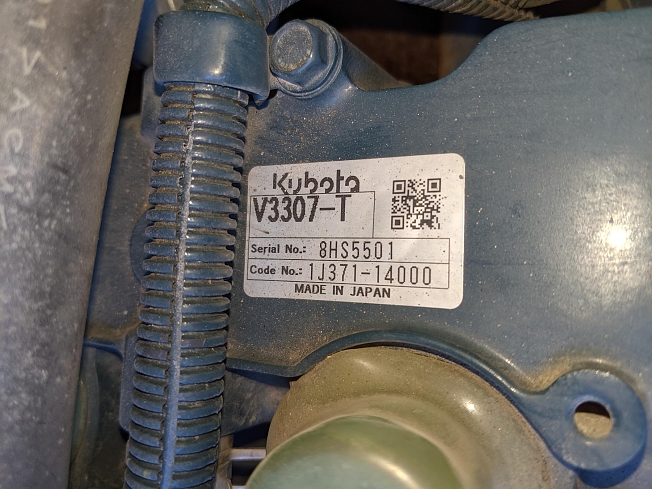 Kubota
V3307-T
Serial No.: 8HS5501
Code No.: 1J371-14000
MADE IN JAPAN